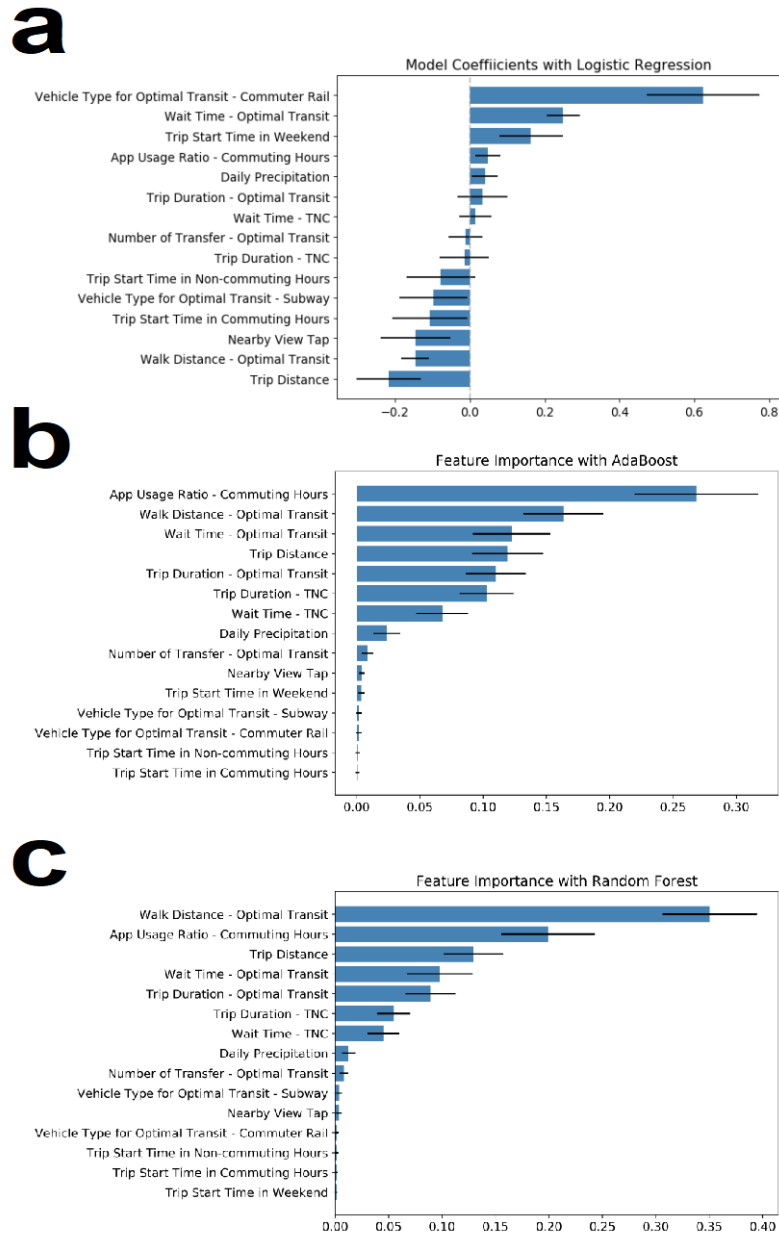 a
Model Coeffiicients with Logistic Regression
Vehicle Type for Optimal Transit - Commuter Rail
Wait Time - Optimal Transit
Trip Start Time in Weekend
App Usage Ratio - Commuting Hours
Daily Precipitation
Trip Duration - Optimal Transit
Wait Time - TNC
Number of Transfer - Optimal Transit
Trip Duration - TNC
Trip Start Time in Non-commuting Hours
Vehicle Type for Optimal Transit - Subway
Trip Start Time in Commuting Hours
Nearby View Tap
Walk Distance - Optimal Transit
Trip Distance
−0.2 0.0 0.2 0.4 0.6 0.8
b
Feature Importance with AdaBoost
App Usage Ratio - Commuting Hours
Walk Distance - Optimal Transit
Wait Time - Optimal Transit
Trip Distance
Trip Duration - Optimal Transit
Trip Duration - TNC
Wait Time - TNC
Daily Precipitation
Number of Transfer - Optimal Transit
Nearby View Tap
Trip Start Time in Weekend
Vehicle Type for Optimal Transit - Subway
Vehicle Type for Optimal Transit - Commuter Rail
Trip Start Time in Non-commuting Hours
Trip Start Time in Commuting Hours
0.00 0.05 0.10 0.15 0.20 0.25 0.30
c
Feature Importance with Random Forest
Walk Distance - Optimal Transit
App Usage Ratio - Commuting Hours
Trip Distance
Wait Time - Optimal Transit
Trip Duration - Optimal Transit
Trip Duration - TNC
Wait Time - TNC
Daily Precipitation
Number of Transfer - Optimal Transit
Vehicle Type for Optimal Transit - Subway
Nearby View Tap
Vehicle Type for Optimal Transit - Commuter Rail
Trip Start Time in Non-commuting Hours
Trip Start Time in Commuting Hours
Trip Start Time in Weekend
0.00 0.05 0.10 0.15 0.20 0.25 0.30 0.35 0.40